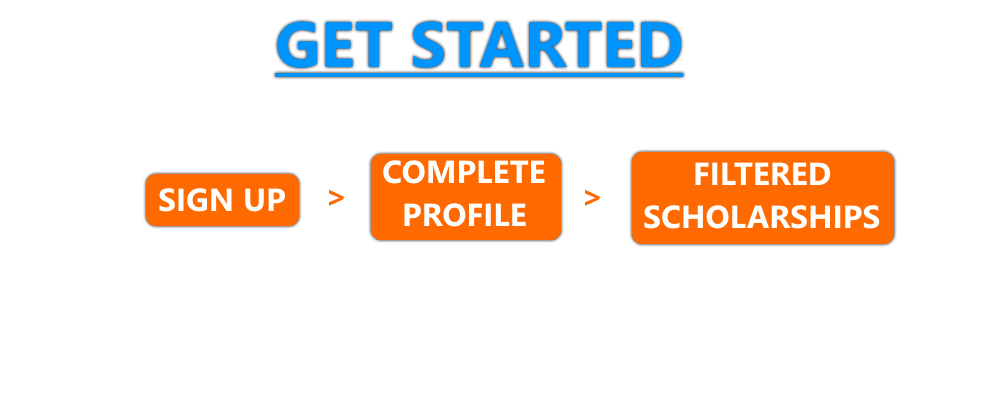 GET STARTED
SIGN UP > COMPLETE PROFILE > FILTERED SCHOLARSHIPS